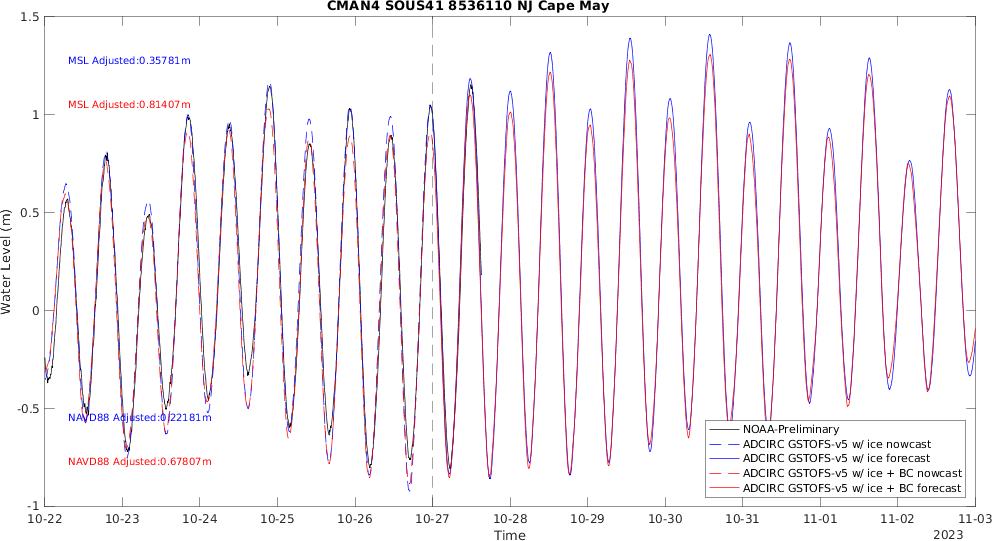 CMAN4 SOUS41 8536110 NJ Cape May
Water Level (m)
1.5
1
0.5
0
-0.5
-1
MSL Adjusted:0.35781m
MSL Adjusted:0.81407m
NAVD88 Adjusted:0.22181m
NAVD88 Adjusted:0.67807m
NOAA-Preliminary
ADCIRC GSTOFS-v5 w/ ice nowcast
ADCIRC GSTOFS-v5 w/ ice forecast
ADCIRC GSTOFS-v5 w/ ice + BC nowcast
ADCIRC GSTOFS-v5 w/ ice + BC forecast
10-22 10-23 10-24 10-25 10-26 10-27 10-28 10-29 10-30 10-31 11-01 11-02 11-03
Time
2023